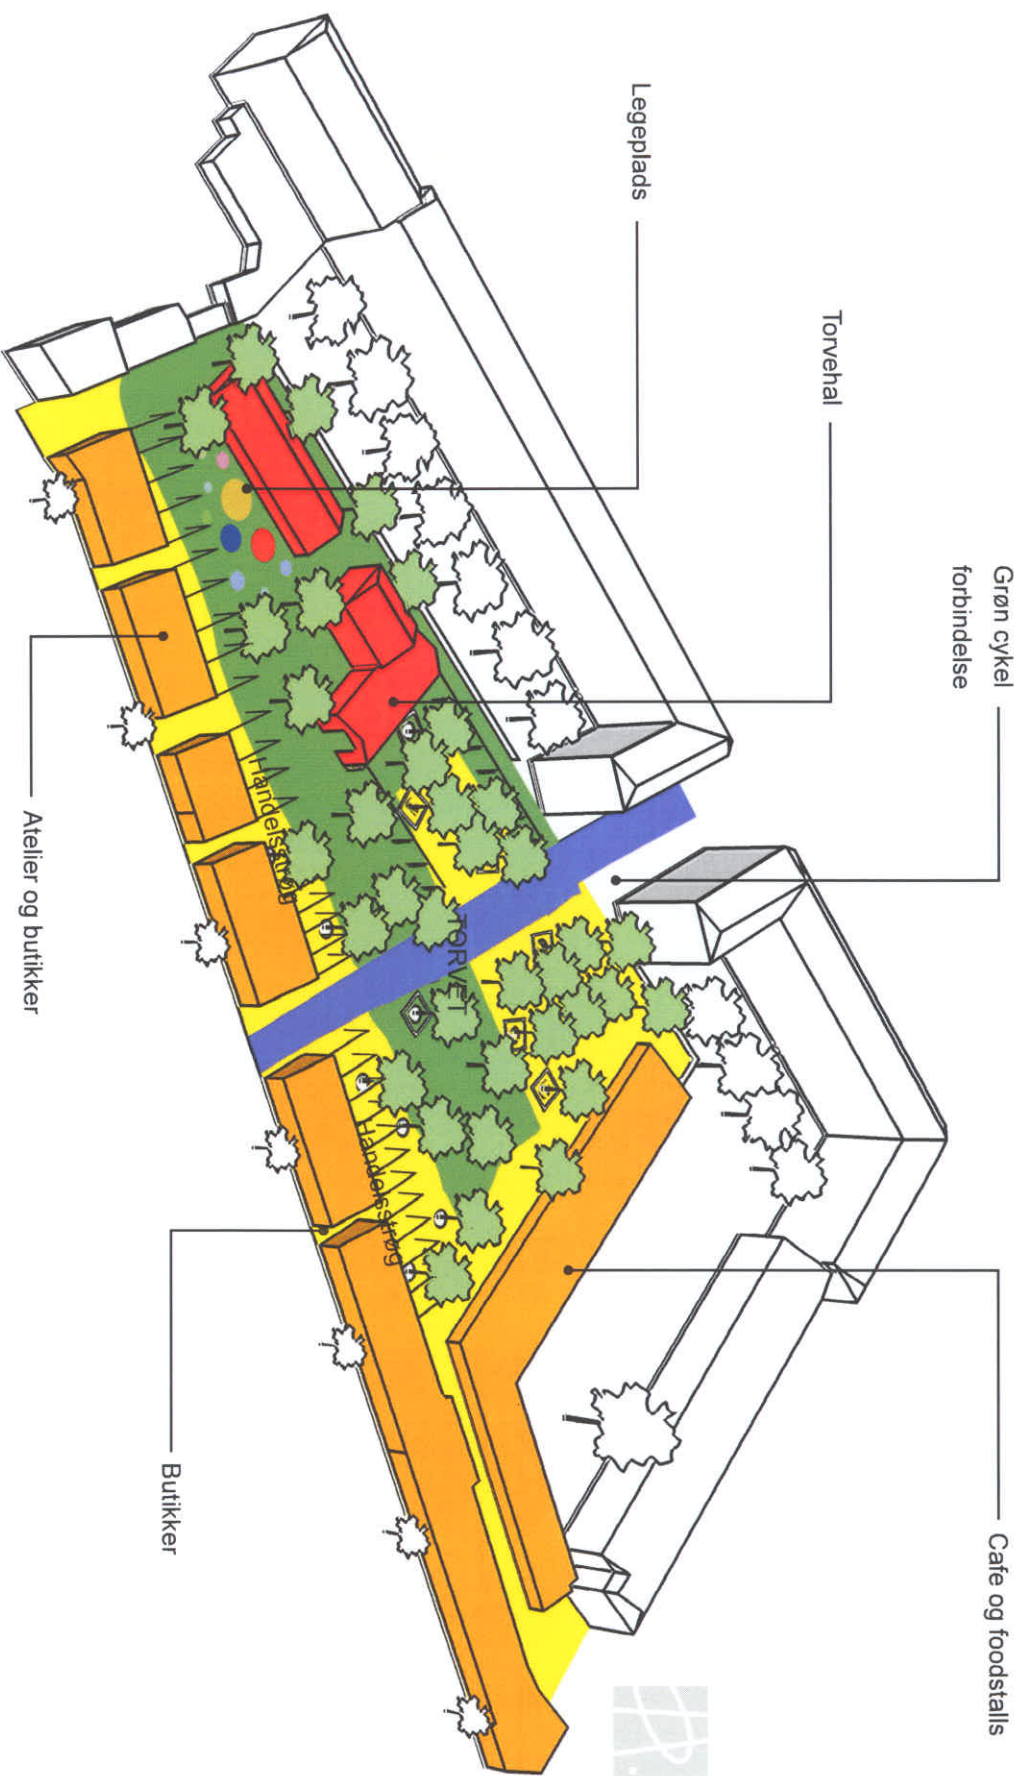 Legeplads
Torvehal
Grøn cykel
forbindelse
Cafe og foodstalls
TORVET
Handelsstrøg
Handelsstrøg
Atelier og butikker
Butikker